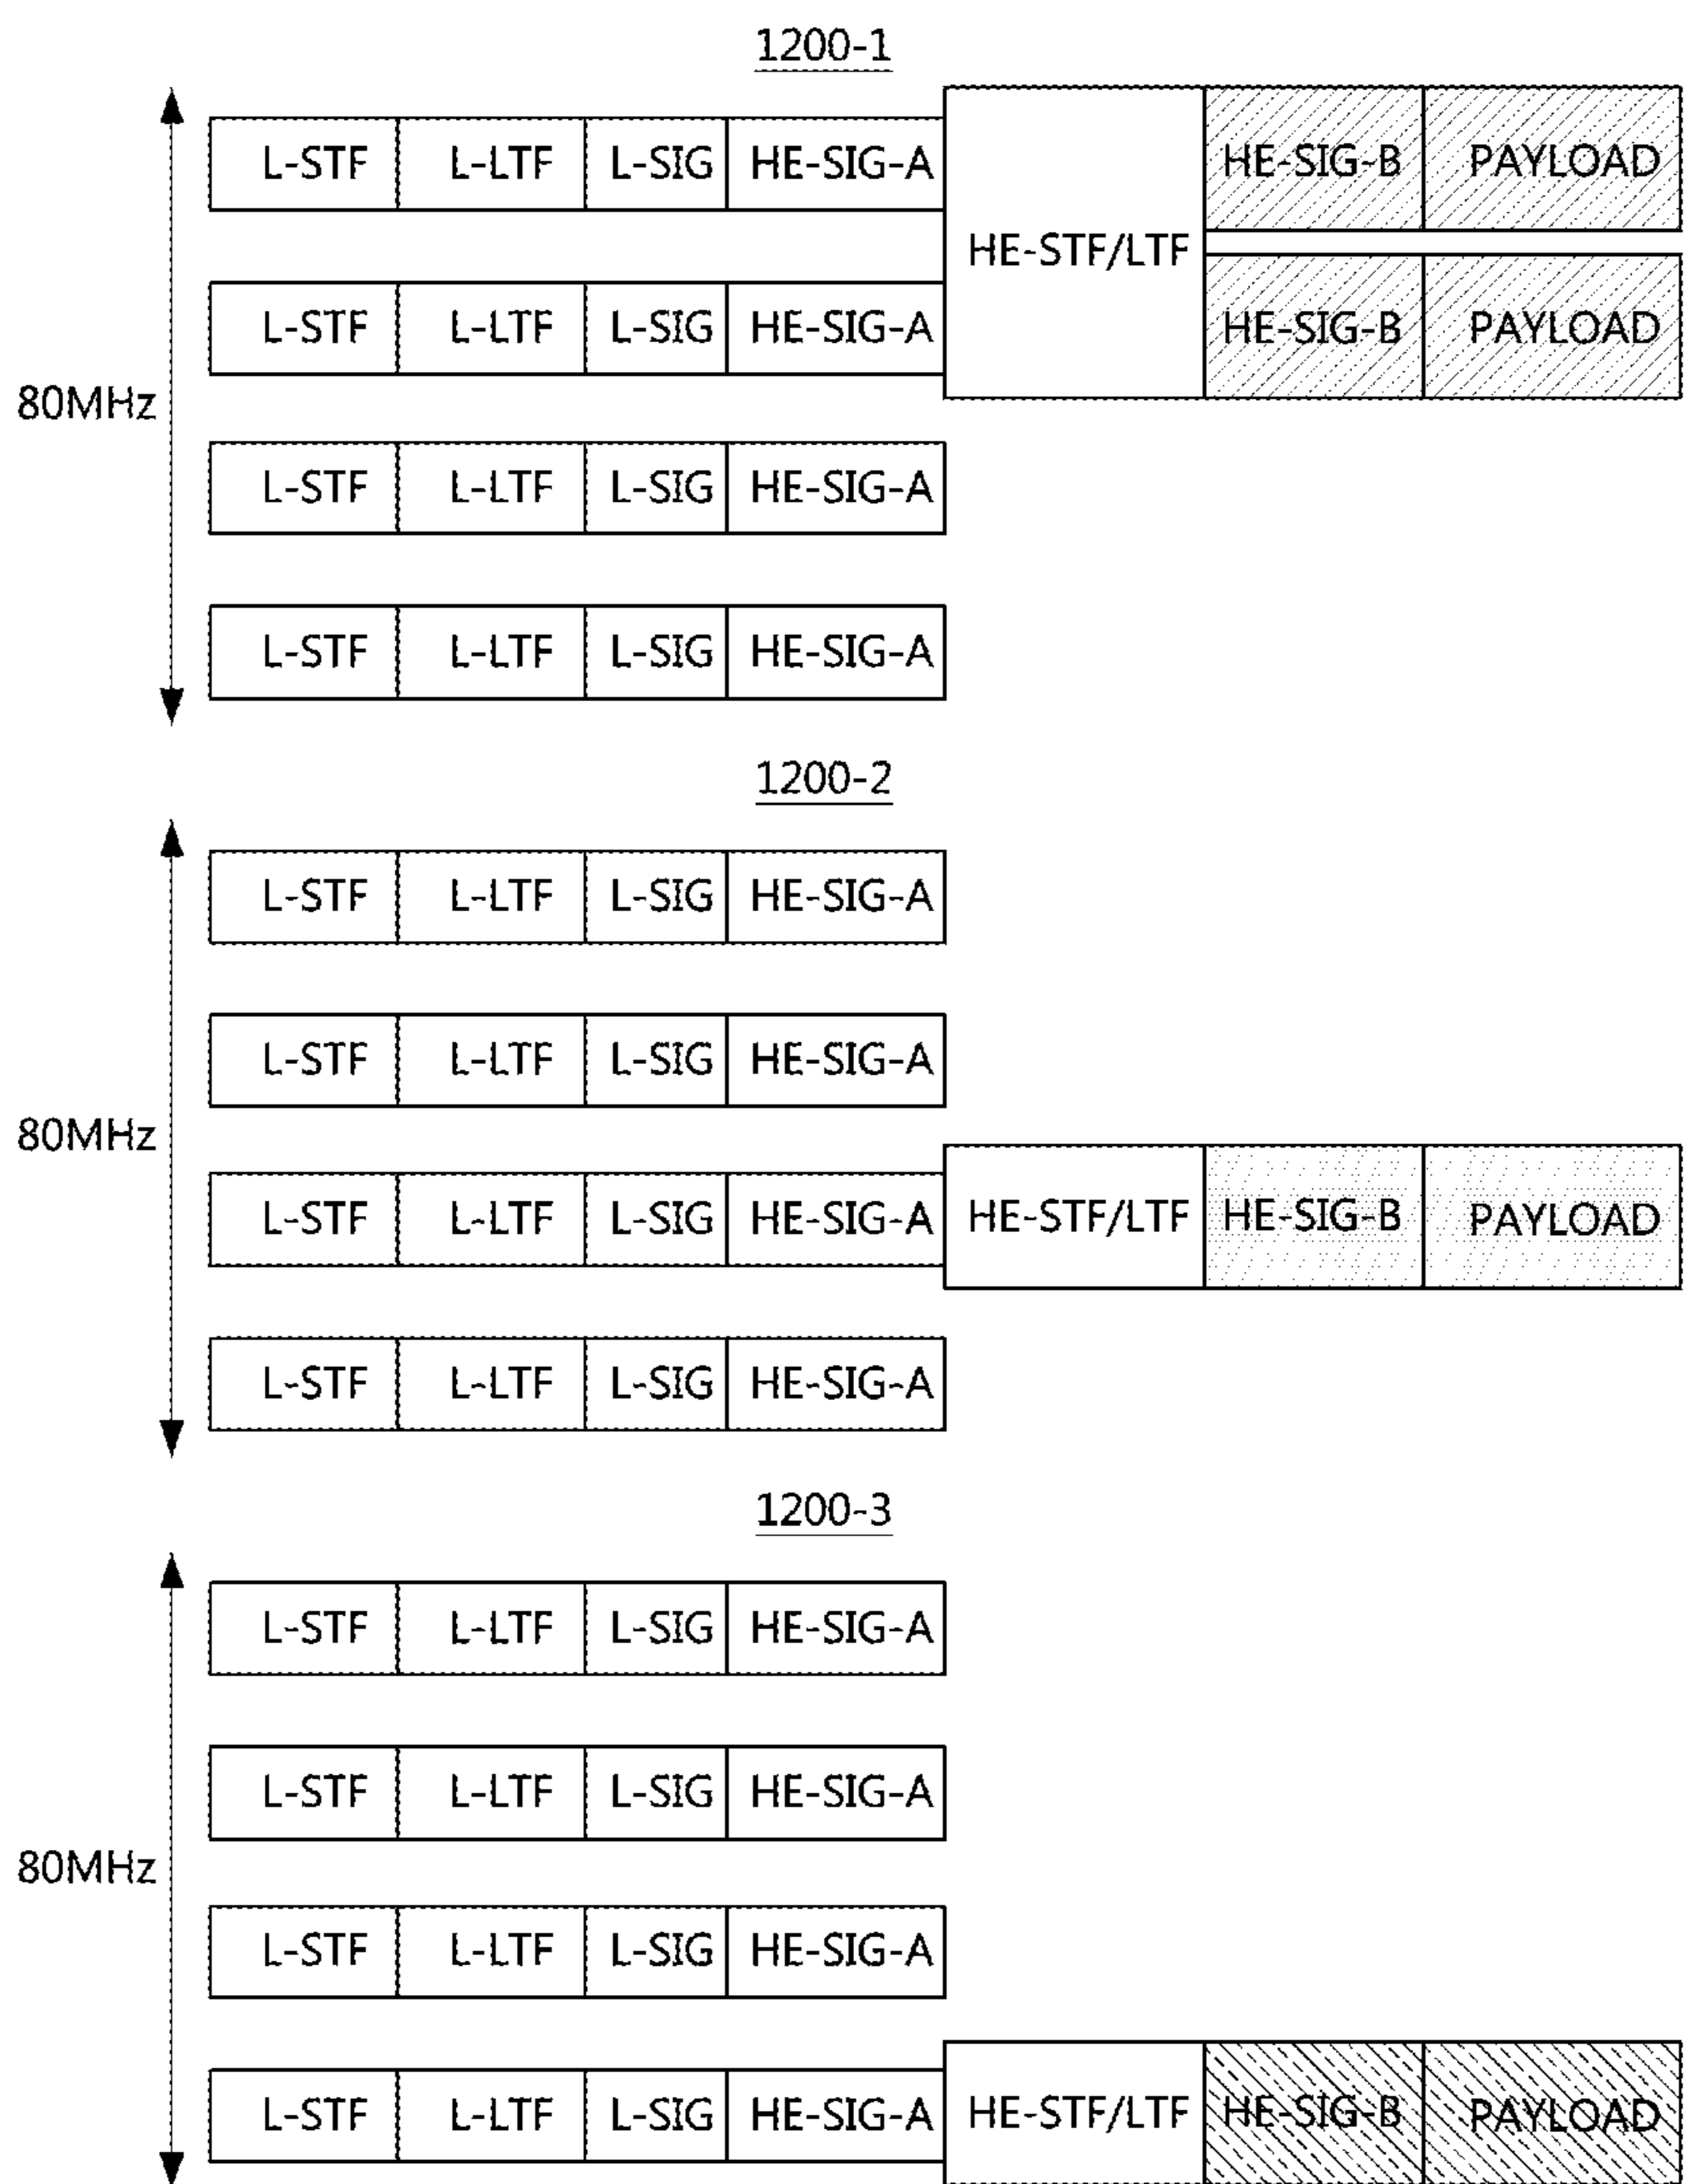 1200-1
L-STF L-LTF L-SIG HE-SIG-A HE-SIG-B PAYLOAD
HE-STF/LTF
L-STF L-LTF L-SIG HE-SIG-A HE-SIG-B PAYLOAD
80MHz
L-STF L-LTF L-SIG HE-SIG-A
L-STF L-LTF L-SIG HE-SIG-A
1200-2
L-STF L-LTF L-SIG HE-SIG-A
L-STF L-LTF L-SIG HE-SIG-A
80MHz
L-STF L-LTF L-SIG HE-SIG-A HE-STF/LTF HE-SIG-B PAYLOAD
L-STF L-LTF L-SIG HE-SIG-A
1200-3
L-STF L-LTF L-SIG HE-SIG-A
L-STF L-LTF L-SIG HE-SIG-A
80MHz
L-STF L-LTF L-SIG HE-SIG-A
L-STF L-LTF L-SIG HE-SIG-A HE-STF/LTF HE-SIG-B PAYLOAD